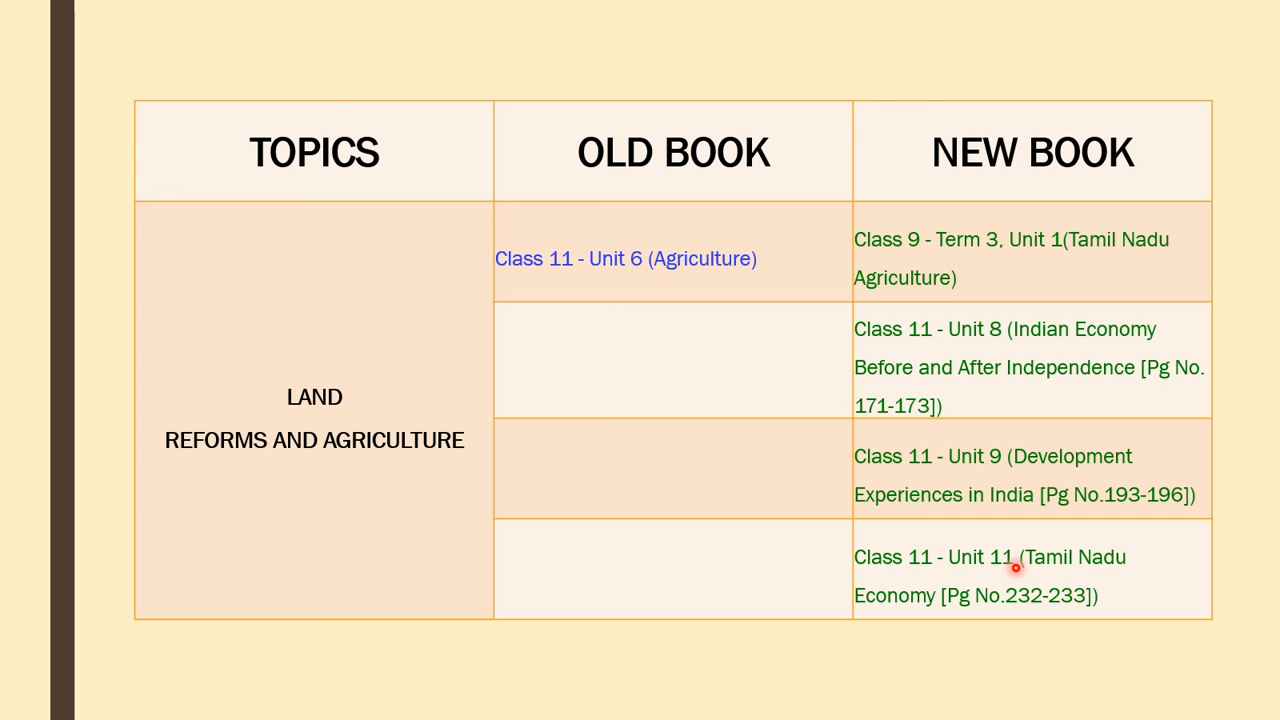 TOPICS
OLD BOOK
NEW BOOK
LAND
REFORMS AND AGRICULTURE
Class 11 - Unit 6 (Agriculture)
Class 9 - Term 3, Unit 1(Tamil Nadu
Agriculture)
Class 11 - Unit 8 (Indian Economy
Before and After Independence [Pg No.
171-173])
Class 11 - Unit 9 (Development
Experiences in India [Pg No.193-196])
Class 11 - Unit 11 (Tamil Nadu
Economy [Pg No.232-233])